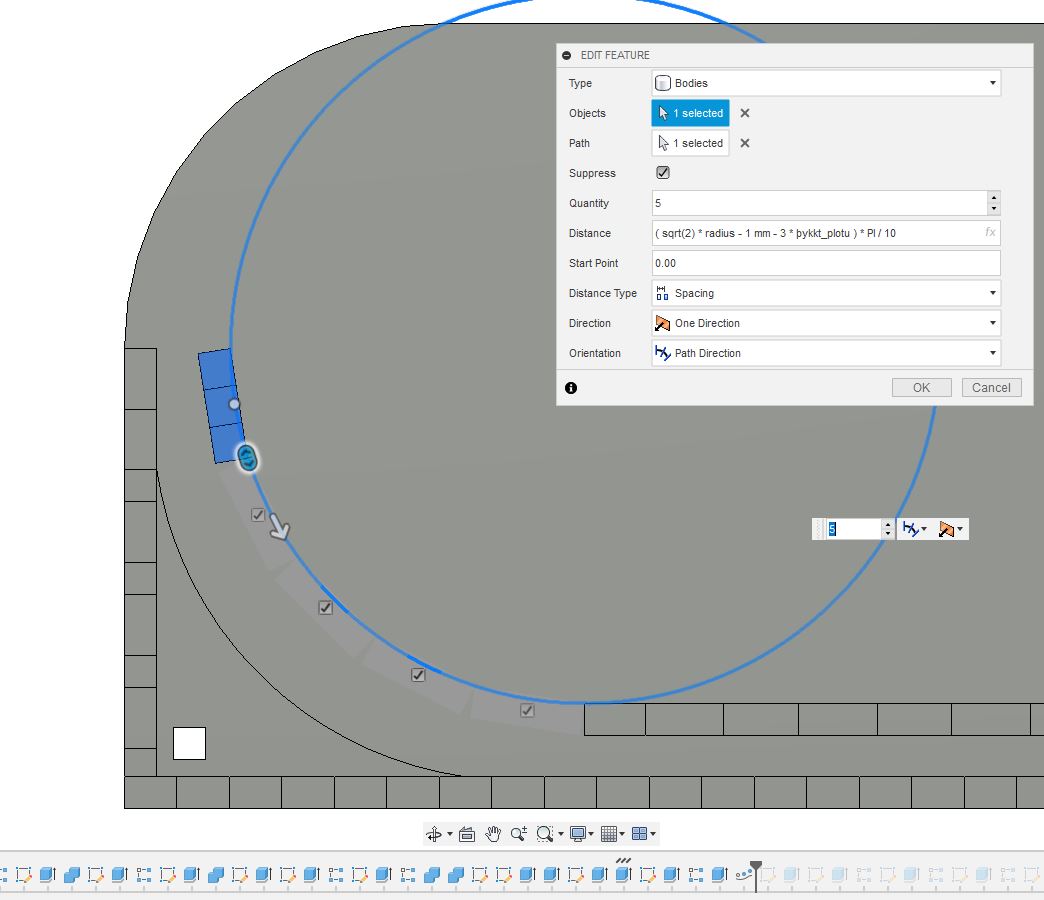 EDIT FEATURE
Type Bodies
Objects 1 selected
Path 1 selected
Suppress
Quantity 5
Distance ( sqrt(2) * radius - 1 mm - 3 * þykkt_plotu ) * PI / 10 fx
Start Point 0.00
Distance Type Spacing
Direction One Direction
Orientation Path Direction
OK Cancel
5